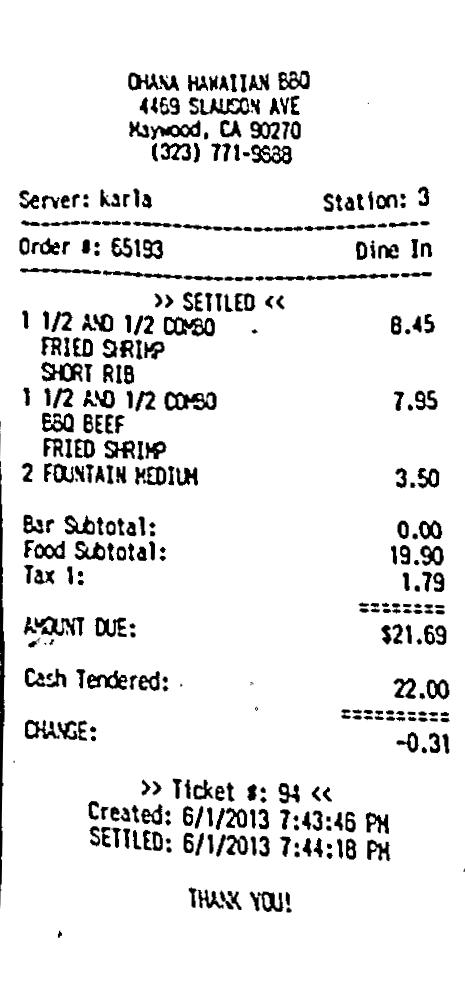 OHANA HAWAIIAN BBQ
4469 SLAUSON AVE
Maywood, CA 90270
(323) 771-9688
Server: karla Station: 3
Order #: 65193 Dine In
>> SETTLED <<
1 1/2 AND 1/2 COMBO 8.45
FRIED SHRIMP
SHORT RIB
1 1/2 AND 1/2 COMBO 7.95
BBQ BEEF
FRIED SHRIMP
2 FOUNTAIN MEDIUM 3.50
Bar Subtotal: 0.00
Food Subtotal: 19.90
Tax 1: 1.79
========
AMOUNT DUE: $21.69
Cash Tendered: 22.00
==========
CHANGE: -0.31
>> Ticket #: 94 <<
Created: 6/1/2013 7:43:46 PM
SETTLED: 6/1/2013 7:44:18 PM
THANK YOU!